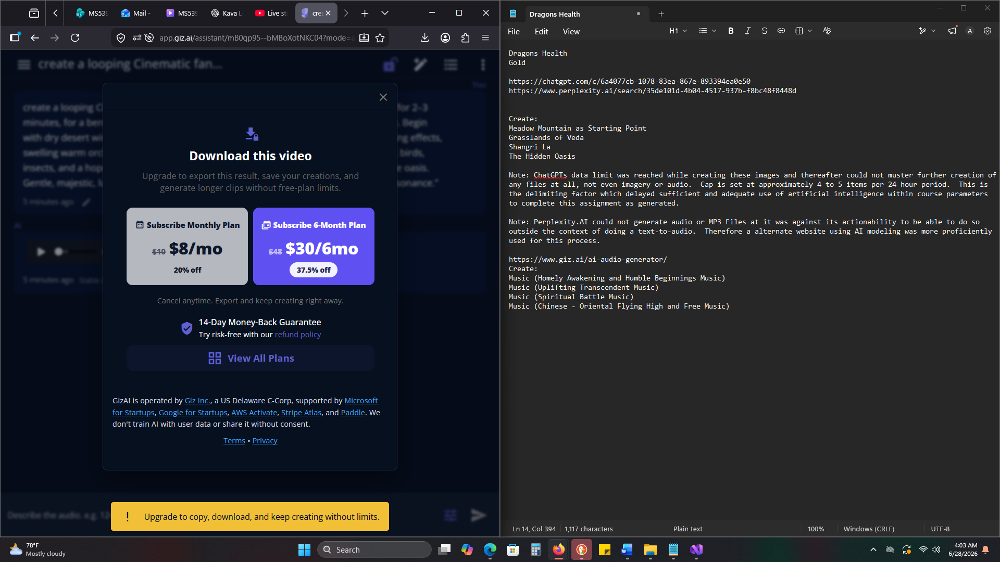 MS539
Mail -
MS539
Kava L
Live st
crea
app.giz.ai/assistant/mB0qp95--bMBoXotNKC04?mode=a
create a looping Cinematic fan...
You
create a looping C
for 2–3
minutes, for a ben
. Begin
with dry desert wi
ng effects,
swelling warm orc
birds,
insects, and a hop
e oasis.
Gentle, majestic, l
sonance."
5 minutes ago
AI
5 minutes ago Stable
Download this video
Upgrade to export this result, save your creations, and
generate longer clips without free-plan limits.
Subscribe Monthly Plan
$10 $8/mo
20% off
Subscribe 6-Month Plan
$48 $30/6mo
37.5% off
Cancel anytime. Export and keep creating right away.
14-Day Money-Back Guarantee
Try risk-free with our refund policy
View All Plans
GizAI is operated by Giz Inc., a US Delaware C-Corp, supported by Microsoft
for Startups, Google for Startups, AWS Activate, Stripe Atlas, and Paddle. We
don't train AI with user data or share it without consent.
Terms • Privacy
Describe the audio. e.g. 12
! Upgrade to copy, download, and keep creating without limits.
Dragons Health
File Edit View
H1
Dragons Health
Gold
https://chatgpt.com/c/6a4077cb-1078-83ea-867e-893394ea0e50
https://www.perplexity.ai/search/35de101d-4b04-4517-937b-f8bc48f8448d
Create:
Meadow Mountain as Starting Point
Grasslands of Veda
Shangri La
The Hidden Oasis
Note: ChatGPTs data limit was reached while creating these images and thereafter could not muster further creation of
any files at all, not even imagery or audio.  Cap is set at approximately 4 to 5 items per 24 hour period.  This is
the delimiting factor which delayed sufficient and adequate use of artificial intelligence within course parameters
to complete this assignment as generated.
Note: Perplexity.AI could not generate audio or MP3 Files at it was against its actionability to be able to do so
outside the context of doing a text-to-audio.  Therefore a alternate website using AI modeling was more proficiently
used for this process.
https://www.giz.ai/ai-audio-generator/
Create:
Music (Homely Awakening and Humble Beginnings Music)
Music (Uplifting Transcendent Music)
Music (Spiritual Battle Music)
Music (Chinese - Oriental Flying High and Free Music)
Ln 14, Col 394
1,117 characters
Plain text
100%
Windows (CRLF)
UTF-8
78°F
Mostly cloudy
Search
4:03 AM
6/28/2026